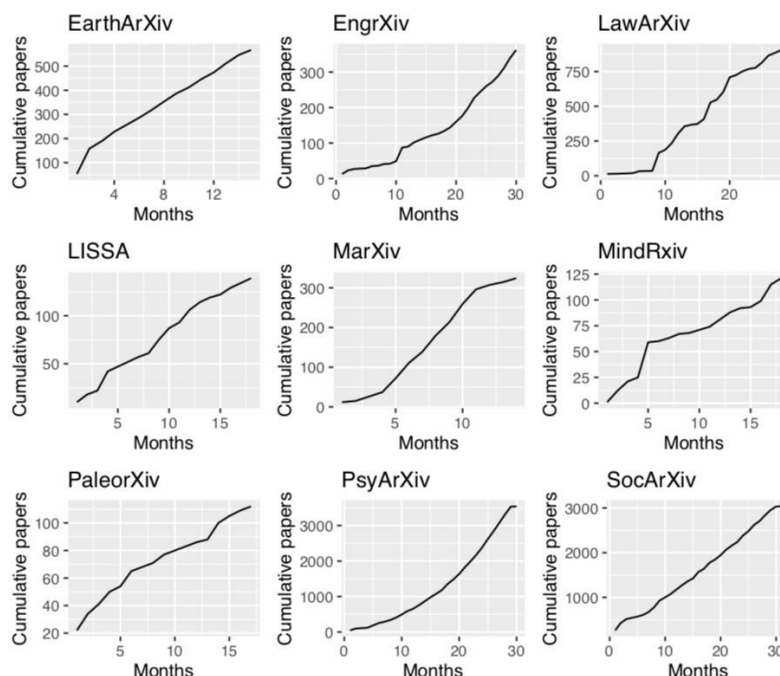 EarthArXiv
Cumulative papers
500
400
300
200
100
4
8
12
Months
EngrXiv
Cumulative papers
300
200
100
0
0
10
20
30
Months
LawArXiv
Cumulative papers
750
500
250
0
10
20
Months
LISSA
Cumulative papers
100
50
5
10
15
Months
MarXiv
Cumulative papers
300
200
100
0
5
10
Months
MindRxiv
Cumulative papers
125
100
75
50
25
0
5
10
15
Months
PaleorXiv
Cumulative papers
100
80
60
40
20
5
10
15
Months
PsyArXiv
Cumulative papers
3000
2000
1000
0
0
10
20
30
Months
SocArXiv
Cumulative papers
3000
2000
1000
0
10
20
30
Months